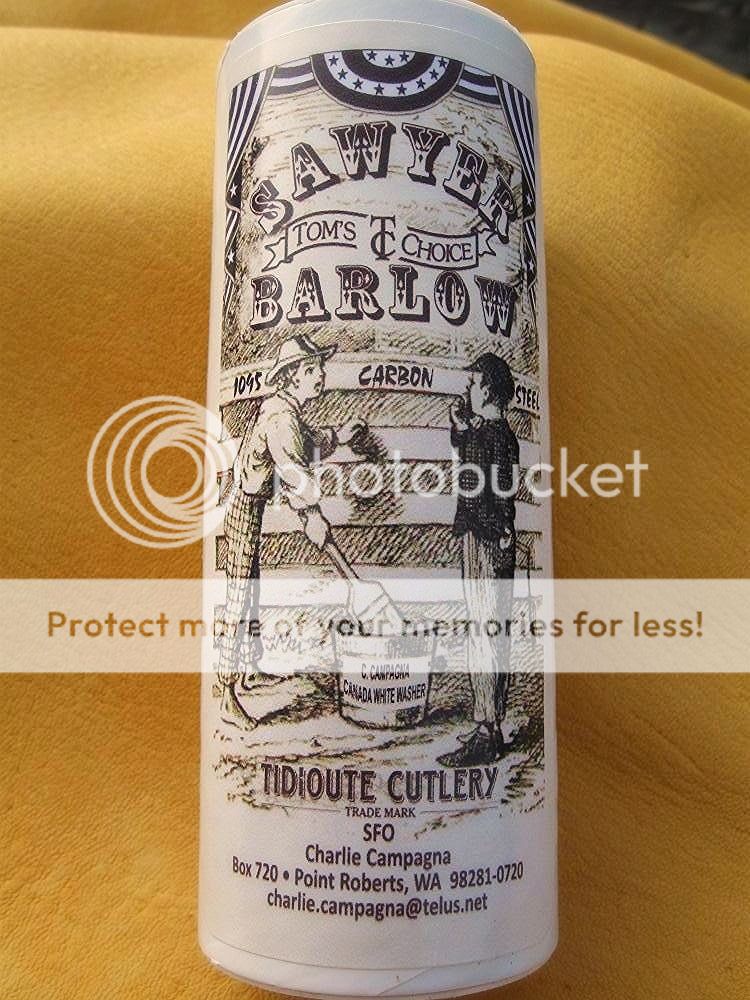 SAWYER
TOM'S TC CHOICE
BARLOW
1095 CARBON STEEL
photobucket
Protect more of your memories for less!
C. CAMPAGNA
CANADA WHITE WASHER
TIDIOUTE CUTLERY
TRADE MARK
SFO
Charlie Campagna
Box 720 • Point Roberts, WA 98281-0720
charlie.campagna@telus.net